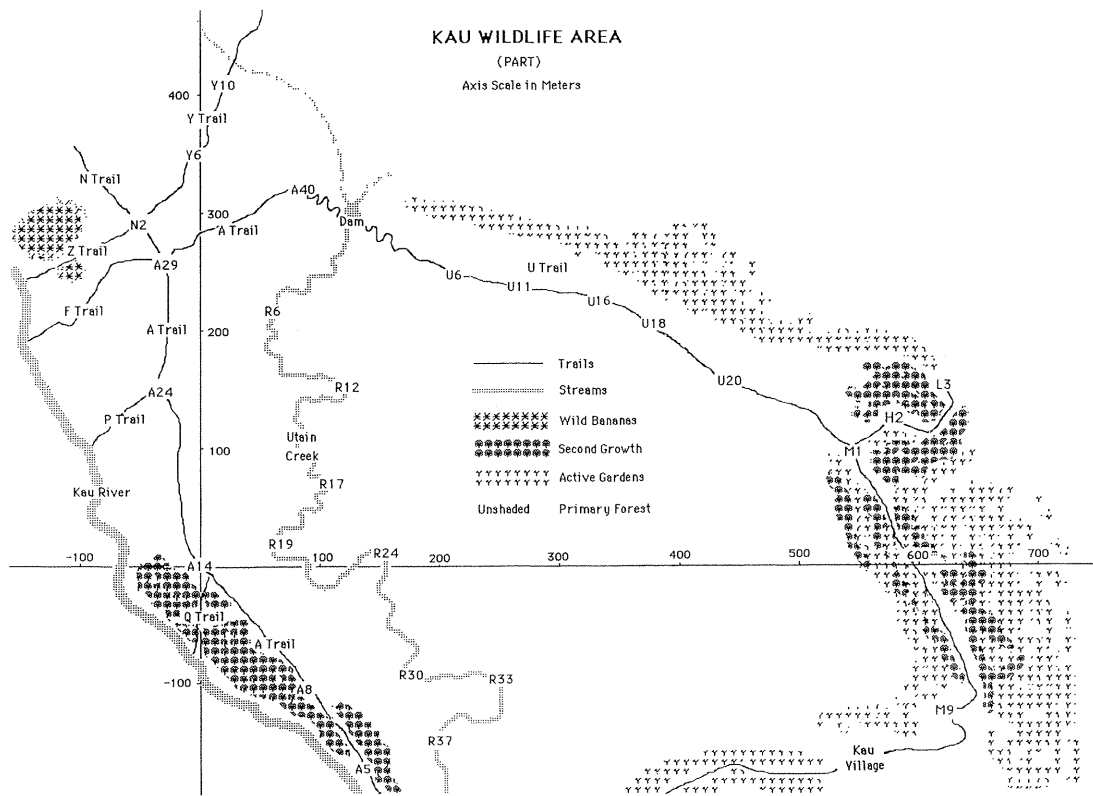 KAU WILDLIFE AREA
(PART)
Axis Scale in Meters
Y10
400
Y Trail
Y6
N Trail
A40
300
N2
Dam
A Trail
Z Trail
A29
U Trail
U6
U11
U16
R6
F Trail
A Trail
200
U18
Trails
U20
L3
A24
R12
Streams
P Trail
Wild Bananas
H2
Utain
Creek
100
Second Growth
M1
R17
Active Gardens
Kau River
Unshaded
Primary Forest
R19
-100
A14
100
R24
200
300
400
500
600
700
Q Trail
A Trail
-100
A8
R30
R33
M9
R37
Kau
Village
A5